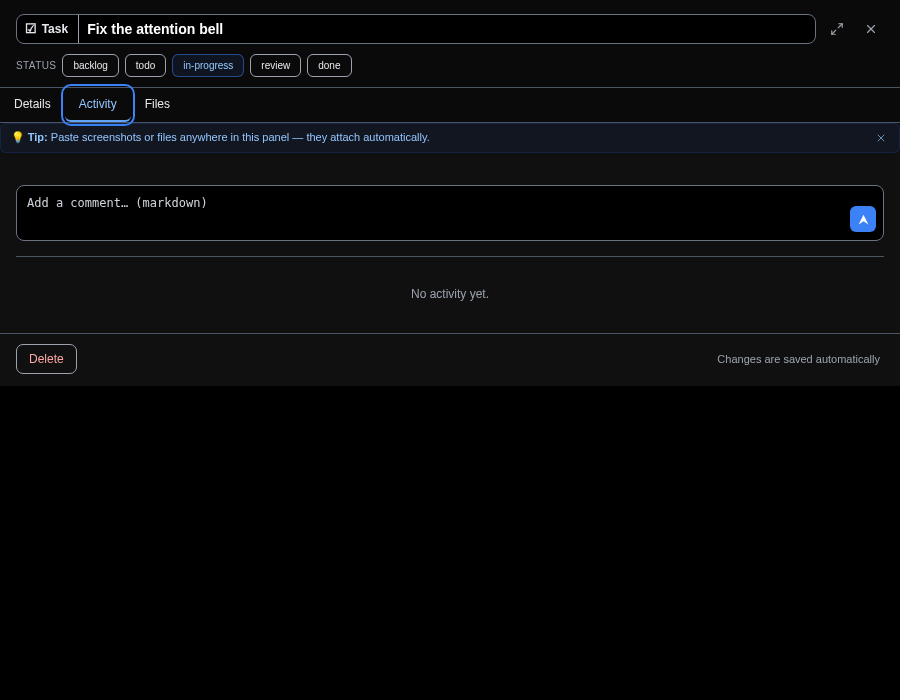 ☑ Task Fix the attention bell
STATUS backlog todo in-progress review done
Details Activity Files
💡 Tip: Paste screenshots or files anywhere in this panel — they attach automatically.
Add a comment… (markdown)
No activity yet.
Delete Changes are saved automatically